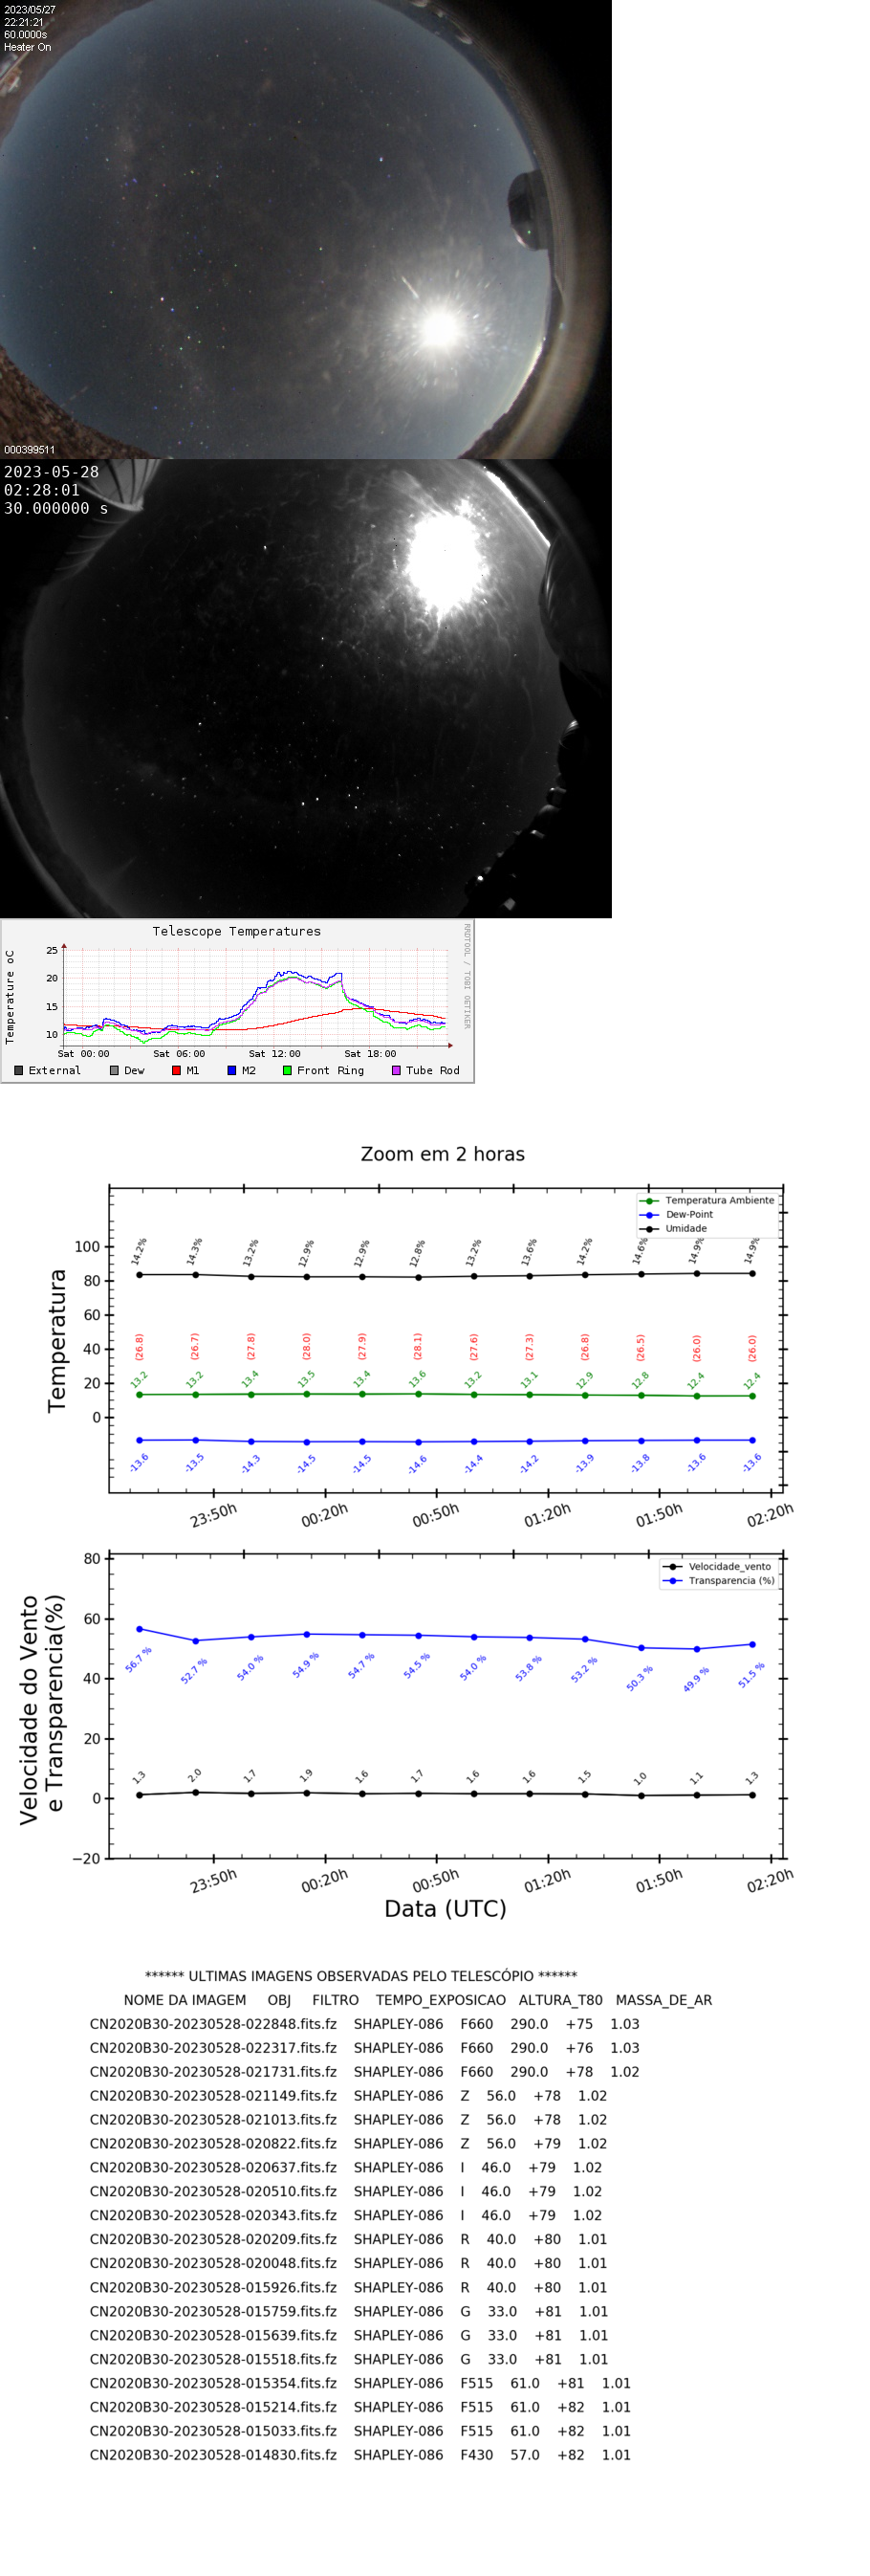 2023/05/27
22:21:21
60.0000s
Heater On
000399511
2023-05-28
02:28:01
30.000000 s
Telescope Temperatures
RRDTOOL / TOBI OETIKER
Temperature oC
25
20
15
10
Sat 00:00 Sat 06:00 Sat 12:00 Sat 18:00
External Dew M1 M2 Front Ring Tube Rod
Zoom em 2 horas
Temperatura Ambiente
Dew-Point
Umidade
Temperatura
100
80
60
40
20
0
14.2% 14.3% 13.2% 12.9% 12.9% 12.8% 13.2% 13.6% 14.2% 14.6% 14.9% 14.9%
(26.8) (26.7) (27.8) (28.0) (27.9) (28.1) (27.6) (27.3) (26.8) (26.5) (26.0) (26.0)
13.2 13.2 13.4 13.5 13.4 13.6 13.2 13.1 12.9 12.8 12.4 12.4
-13.6 -13.5 -14.3 -14.5 -14.5 -14.6 -14.4 -14.2 -13.9 -13.8 -13.6 -13.6
23:50h 00:20h 00:50h 01:20h 01:50h 02:20h
Velocidade_vento
Transparencia (%)
Velocidade do Vento
e Transparencia(%)
80
60
40
20
0
−20
56.7 % 52.7 % 54.0 % 54.9 % 54.7 % 54.5 % 54.0 % 53.8 % 53.2 % 50.3 % 49.9 % 51.5 %
1.3 2.0 1.7 1.9 1.6 1.7 1.6 1.6 1.5 1.0 1.1 1.3
23:50h 00:20h 00:50h 01:20h 01:50h 02:20h
Data (UTC)
****** ULTIMAS IMAGENS OBSERVADAS PELO TELESCÓPIO ******
NOME DA IMAGEM OBJ FILTRO TEMPO_EXPOSICAO ALTURA_T80 MASSA_DE_AR
CN2020B30-20230528-022848.fits.fz SHAPLEY-086 F660 290.0 +75 1.03
CN2020B30-20230528-022317.fits.fz SHAPLEY-086 F660 290.0 +76 1.03
CN2020B30-20230528-021731.fits.fz SHAPLEY-086 F660 290.0 +78 1.02
CN2020B30-20230528-021149.fits.fz SHAPLEY-086 Z 56.0 +78 1.02
CN2020B30-20230528-021013.fits.fz SHAPLEY-086 Z 56.0 +78 1.02
CN2020B30-20230528-020822.fits.fz SHAPLEY-086 Z 56.0 +79 1.02
CN2020B30-20230528-020637.fits.fz SHAPLEY-086 I 46.0 +79 1.02
CN2020B30-20230528-020510.fits.fz SHAPLEY-086 I 46.0 +79 1.02
CN2020B30-20230528-020343.fits.fz SHAPLEY-086 I 46.0 +79 1.02
CN2020B30-20230528-020209.fits.fz SHAPLEY-086 R 40.0 +80 1.01
CN2020B30-20230528-020048.fits.fz SHAPLEY-086 R 40.0 +80 1.01
CN2020B30-20230528-015926.fits.fz SHAPLEY-086 R 40.0 +80 1.01
CN2020B30-20230528-015759.fits.fz SHAPLEY-086 G 33.0 +81 1.01
CN2020B30-20230528-015639.fits.fz SHAPLEY-086 G 33.0 +81 1.01
CN2020B30-20230528-015518.fits.fz SHAPLEY-086 G 33.0 +81 1.01
CN2020B30-20230528-015354.fits.fz SHAPLEY-086 F515 61.0 +81 1.01
CN2020B30-20230528-015214.fits.fz SHAPLEY-086 F515 61.0 +82 1.01
CN2020B30-20230528-015033.fits.fz SHAPLEY-086 F515 61.0 +82 1.01
CN2020B30-20230528-014830.fits.fz SHAPLEY-086 F430 57.0 +82 1.01